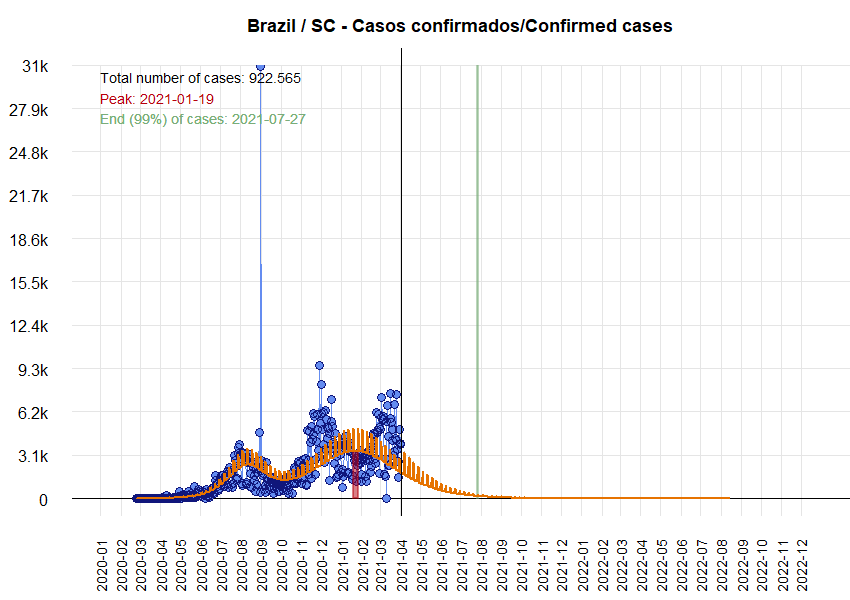 Brazil / SC - Casos confirmados/Confirmed cases
31k
Total number of cases: 922.565
Peak: 2021-01-19
27.9k
End (99%) of cases: 2021-07-27
24.8k
21.7k
18.6k
15.5k
12.4k
9.3k
6.2k
3.1k
0
2020-01
2020-02
2020-03
2020-04
2020-05
2020-06
2020-07
2020-08
2020-09
2020-10
2020-11
2020-12
2021-01
2021-02
2021-03
2021-04
2021-05
2021-06
2021-07
2021-08
2021-09
2021-10
2021-11
2021-12
2022-01
2022-02
2022-03
2022-04
2022-05
2022-06
2022-07
2022-08
2022-09
2022-10
2022-11
2022-12